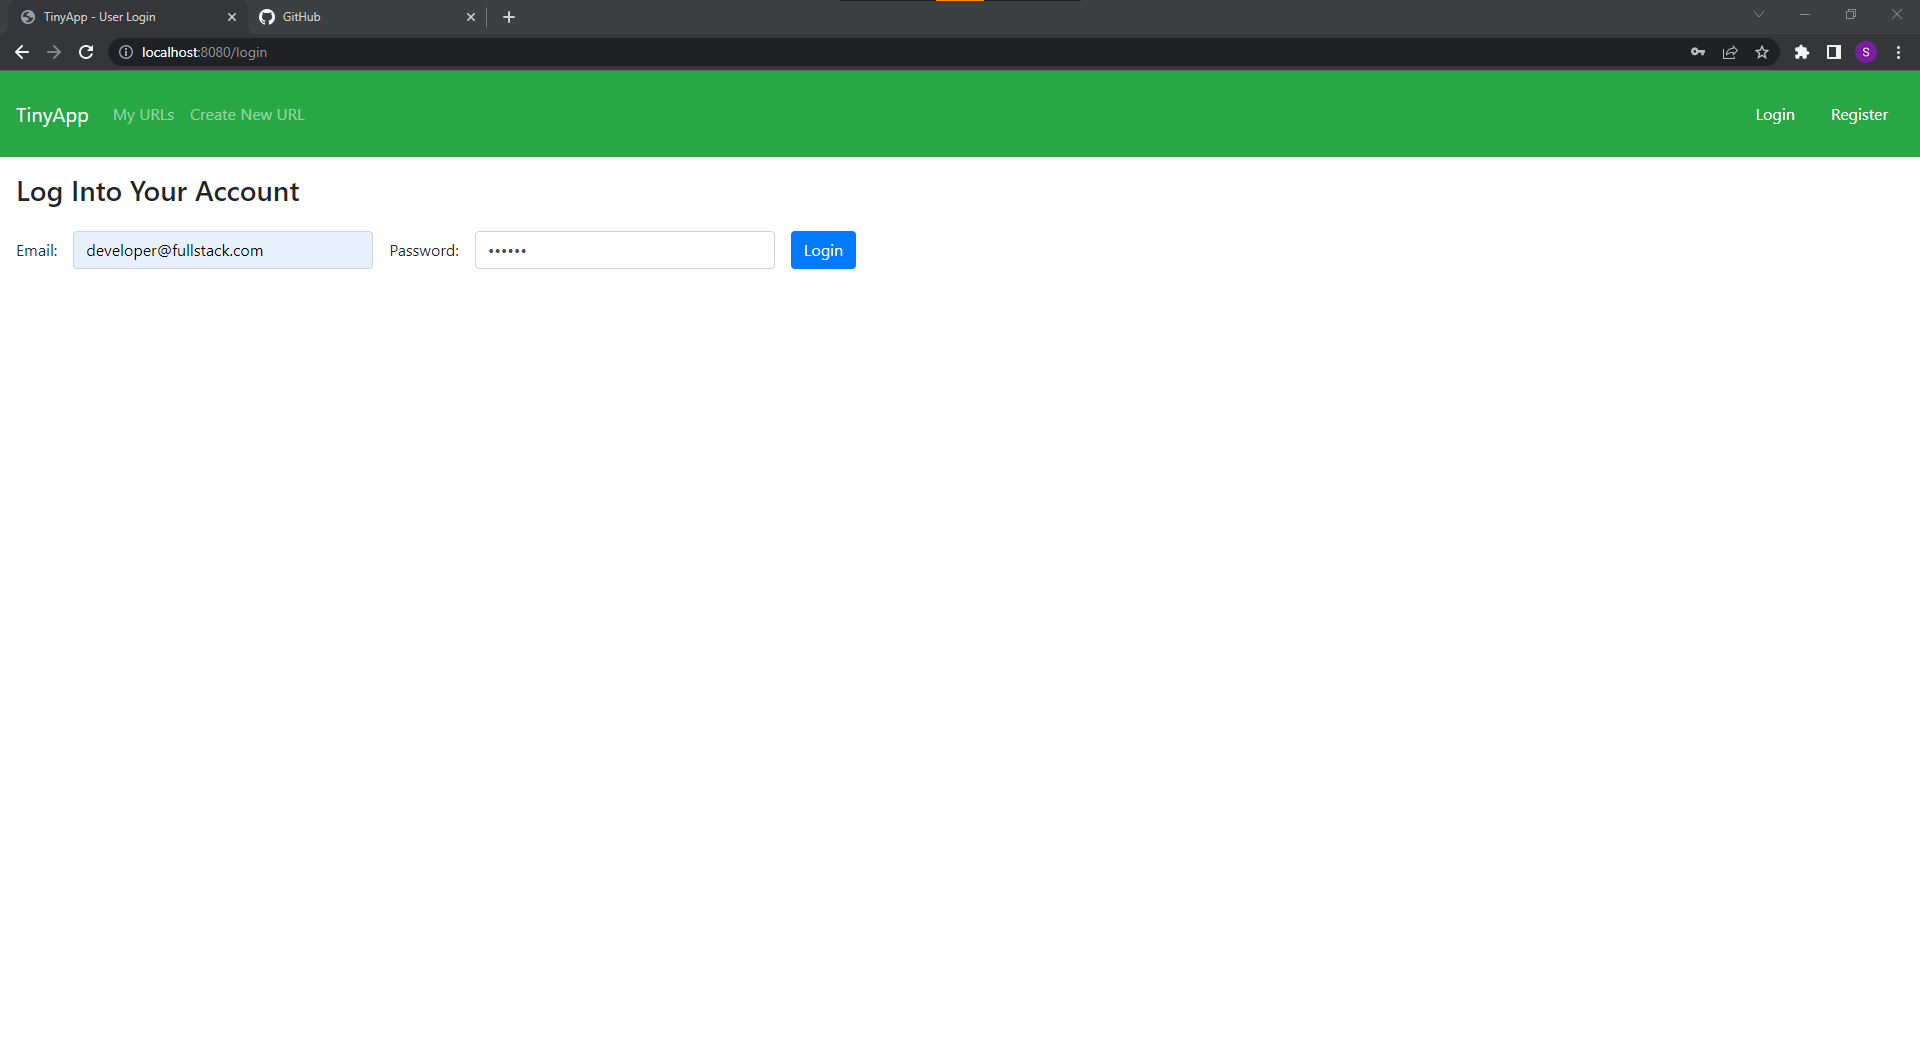 TinyApp - User Login
GitHub
localhost:8080/login
S
TinyApp My URLs Create New URL Login Register
Log Into Your Account
Email: developer@fullstack.com Password: •••••• Login